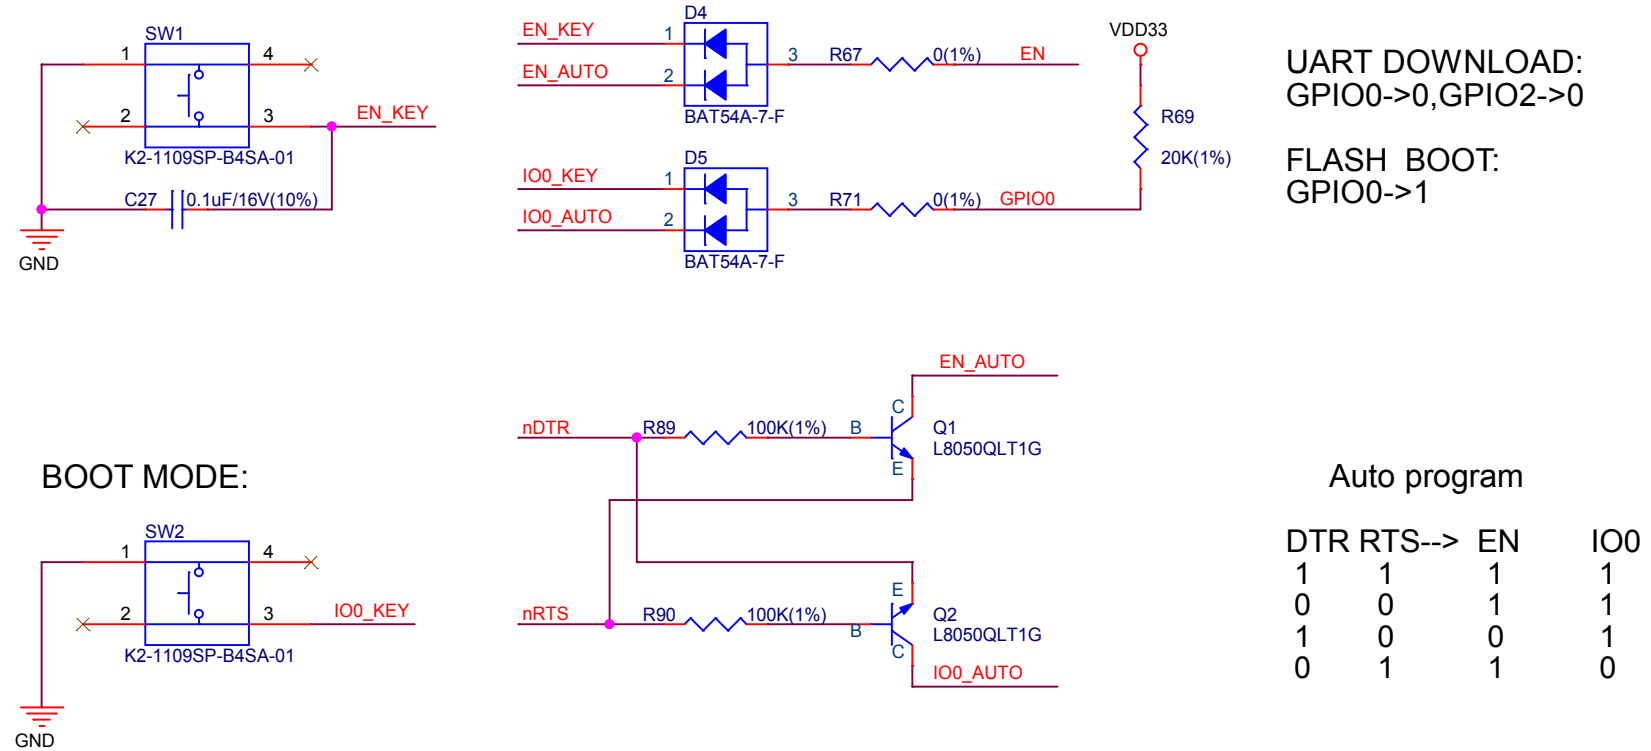 SW1
1
4
2
3
EN_KEY
K2-1109SP-B4SA-01
C27
0.1uF/16V(10%)
GND
D4
EN_KEY
1
EN_AUTO
2
3
R67
0(1%)
EN
BAT54A-7-F
D5
IO0_KEY
1
IO0_AUTO
2
3
R71
0(1%)
GPIO0
BAT54A-7-F
VDD33
R69
20K(1%)
UART DOWNLOAD:
GPIO0->0,GPIO2->0
FLASH BOOT:
GPIO0->1
EN_AUTO
nDTR
R89
100K(1%)
B
C
E
Q1
L8050QLT1G
nRTS
R90
100K(1%)
B
E
C
Q2
L8050QLT1G
IO0_AUTO
BOOT MODE:
SW2
1
4
2
3
IO0_KEY
K2-1109SP-B4SA-01
GND
Auto program
DTR RTS--> EN IO0
1 1 1 1
0 0 1 1
1 0 0 1
0 1 1 0